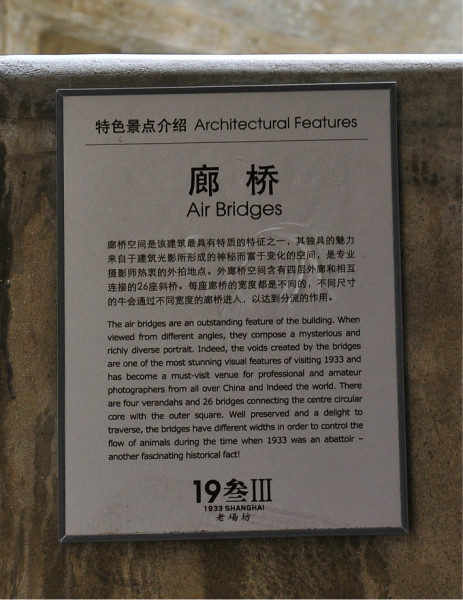 特色景点介绍 Architectural Features
廊 桥
Air Bridges
廊桥空间是该建筑最具有特质的特征之一，其独具的魅力
来自于建筑光影所形成的神秘而富于变化的空间，是专业
摄影师热衷的外拍地点。外廊桥空间含有四层外廊和相互
连接的26座斜桥。每座廊桥的宽度都是不同的，不同尺寸
的牛会通过不同宽度的廊桥进入，以达到分流的作用。
The air bridges are an outstanding feature of the building. When
viewed from different angles, they compose a mysterious and
richly diverse portrait. Indeed, the voids created by the bridges
are one of the most stunning visual features of visiting 1933 and
has become a must-visit venue for professional and amateur
photographers from all over China and indeed the world. There
are four verandahs and 26 bridges connecting the centre circular
core with the outer square. Well preserved and a delight to
traverse, the bridges have different widths in order to control the
flow of animals during the time when 1933 was an abattoir –
another fascinating historical fact!
19叁III
1933 SHANGHAI
老場坊